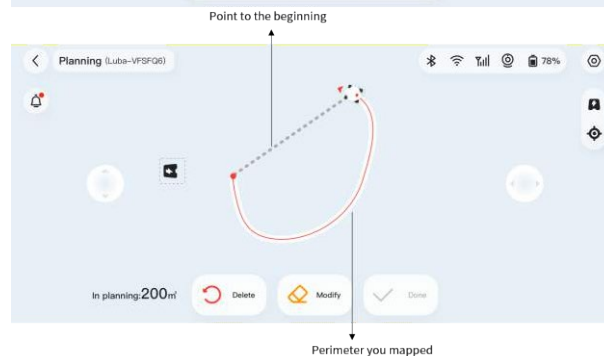 Point to the beginning
Planning (Luba-VFSFQ6)
78%
In planning:200㎡
Delete
Modify
Done
Perimeter you mapped